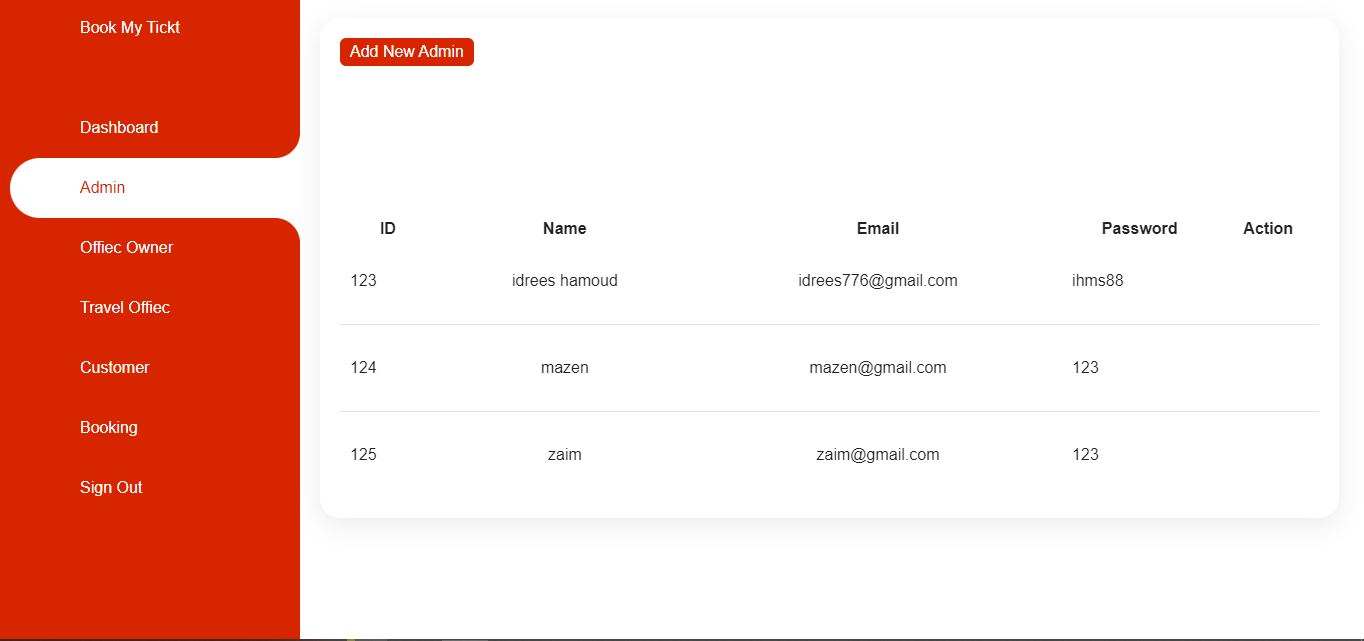 Book My Tickt
Dashboard
Admin
Offiec Owner
Travel Offiec
Customer
Booking
Sign Out
Add New Admin
ID Name Email Password Action
123 idrees hamoud idrees776@gmail.com ihms88
124 mazen mazen@gmail.com 123
125 zaim zaim@gmail.com 123